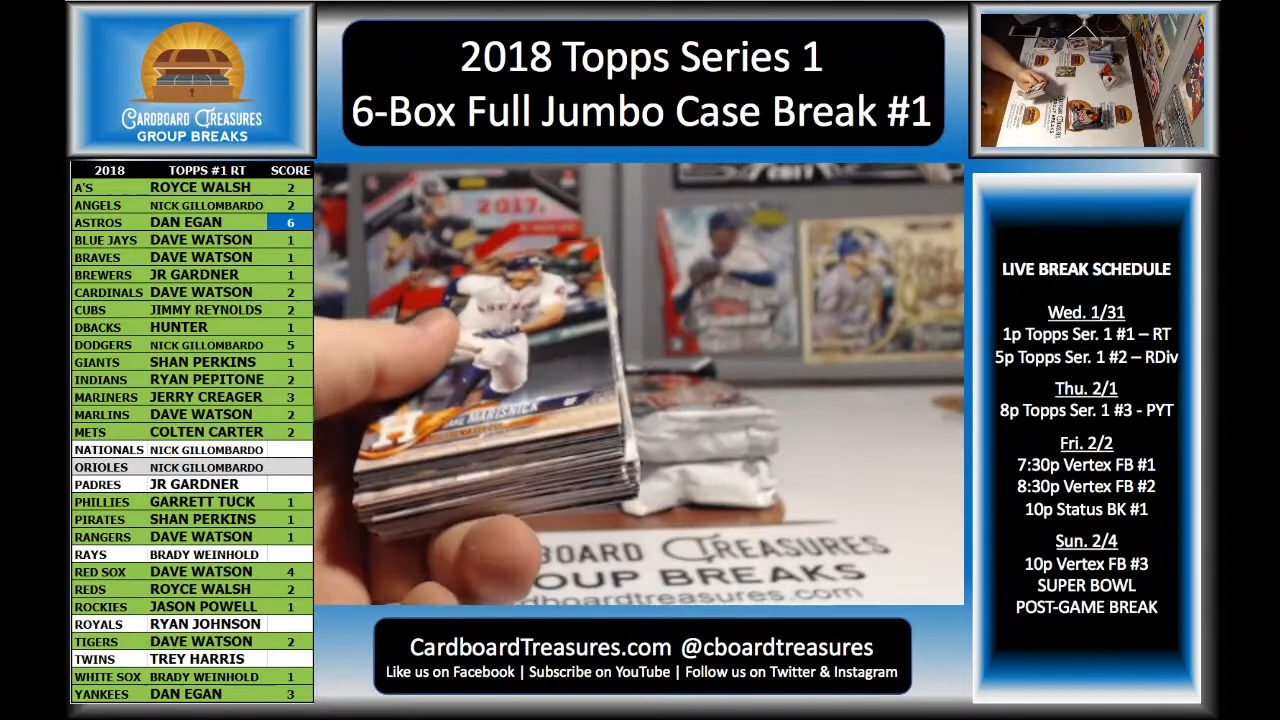 CARDBOARD TREASURES
GROUP BREAKS
2018 Topps Series 1
6-Box Full Jumbo Case Break #1
2018 TOPPS #1 RT SCORE
A'S ROYCE WALSH 2
ANGELS NICK GILLOMBARDO 2
ASTROS DAN EGAN 6
BLUE JAYS DAVE WATSON 1
BRAVES DAVE WATSON 1
BREWERS JR GARDNER 1
CARDINALS DAVE WATSON 2
CUBS JIMMY REYNOLDS 2
DBACKS HUNTER 1
DODGERS NICK GILLOMBARDO 5
GIANTS SHAN PERKINS 1
INDIANS RYAN PEPITONE 2
MARINERS JERRY CREAGER 3
MARLINS DAVE WATSON 2
METS COLTEN CARTER 2
NATIONALS NICK GILLOMBARDO
ORIOLES NICK GILLOMBARDO
PADRES JR GARDNER
PHILLIES GARRETT TUCK 1
PIRATES SHAN PERKINS 1
RANGERS DAVE WATSON 1
RAYS BRADY WEINHOLD
RED SOX DAVE WATSON 4
REDS ROYCE WALSH 2
ROCKIES JASON POWELL 1
ROYALS RYAN JOHNSON
TIGERS DAVE WATSON 2
TWINS TREY HARRIS
WHITE SOX BRADY WEINHOLD 1
YANKEES DAN EGAN 3
2017
MARISNICK OF
H
BOARD TREASURES
GROUP BREAKS
dboardtreasures.com
LIVE BREAK SCHEDULE
Wed. 1/31
1p Topps Ser. 1 #1 – RT
5p Topps Ser. 1 #2 – RDiv
Thu. 2/1
8p Topps Ser. 1 #3 - PYT
Fri. 2/2
7:30p Vertex FB #1
8:30p Vertex FB #2
10p Status BK #1
Sun. 2/4
10p Vertex FB #3
SUPER BOWL
POST-GAME BREAK
CardboardTreasures.com @cboardtreasures
Like us on Facebook | Subscribe on YouTube | Follow us on Twitter & Instagram